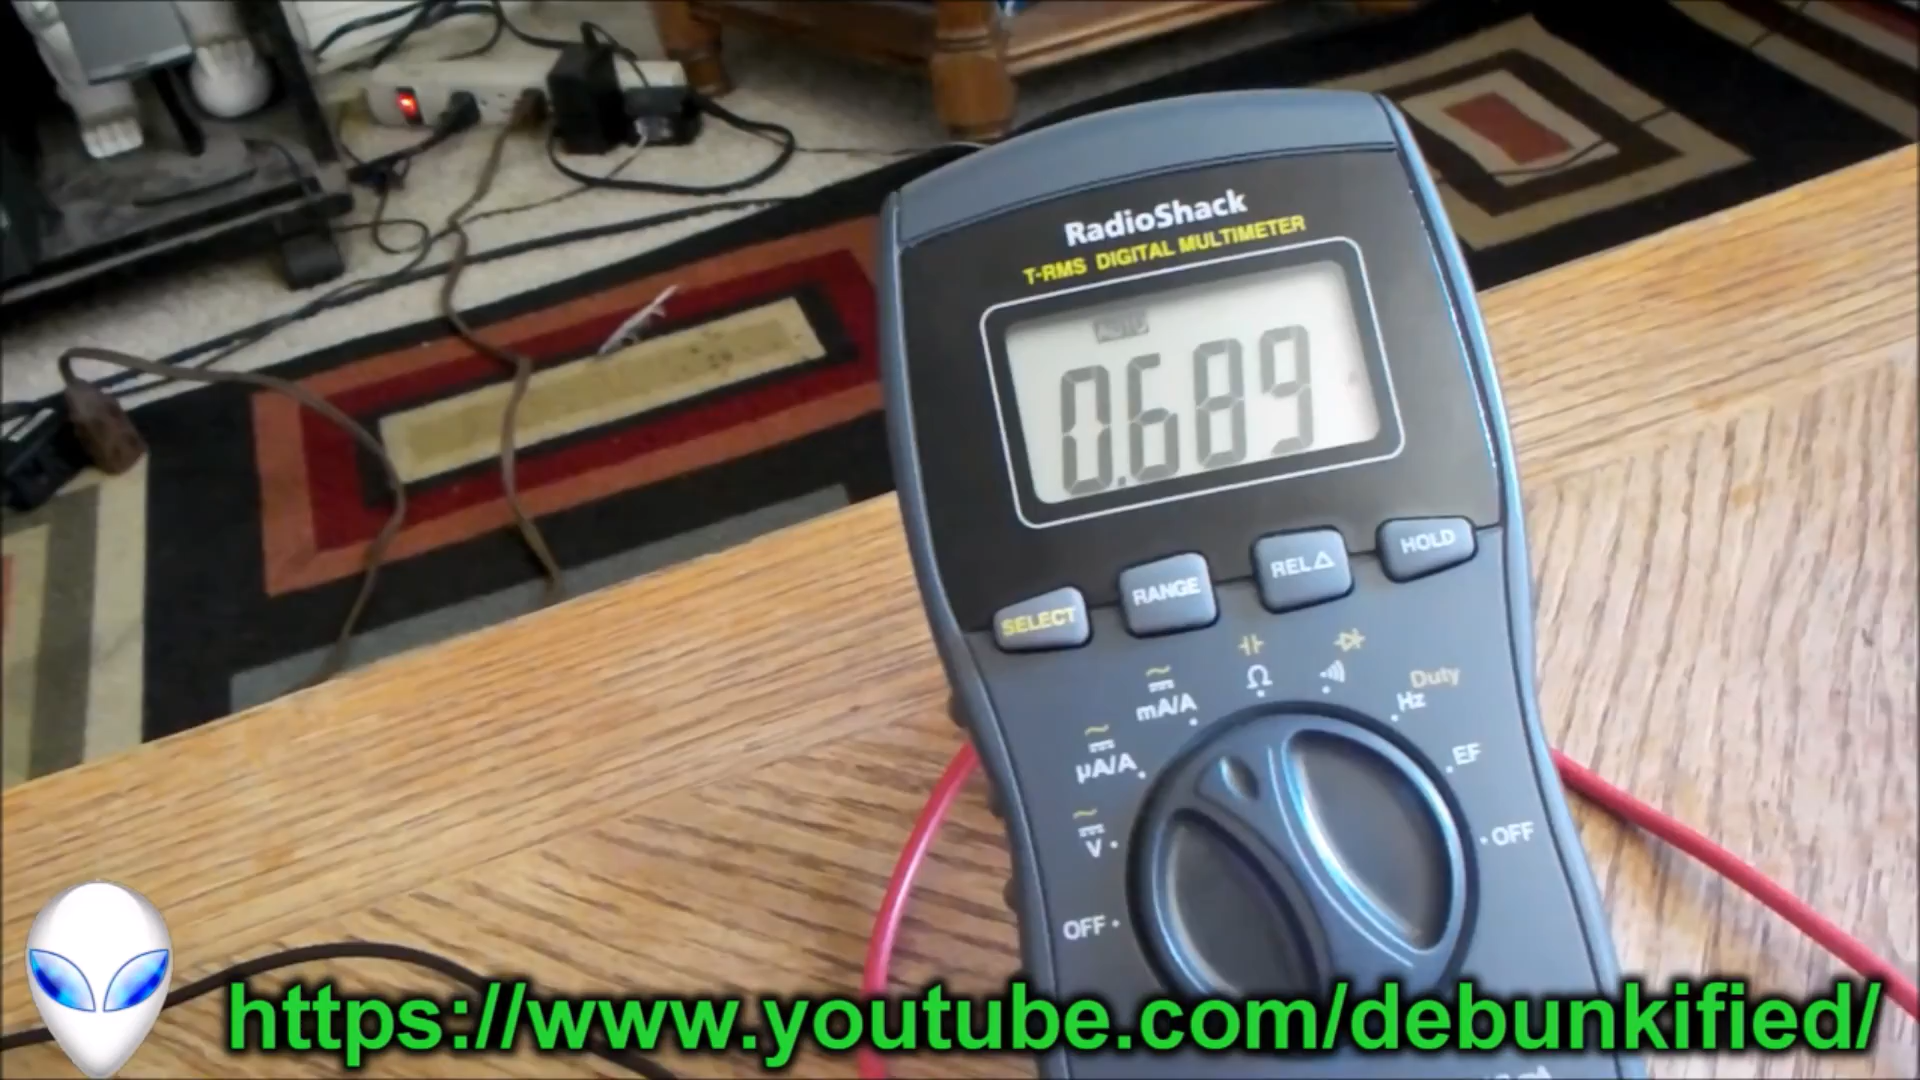 RadioShack
T-RMS DIGITAL MULTIMETER
AUTO
0.689
SELECT
RANGE
REL△
HOLD
mA/A
Ω
Duty
Hz
µA/A
EF
V
OFF
OFF
https://www.youtube.com/debunkified/